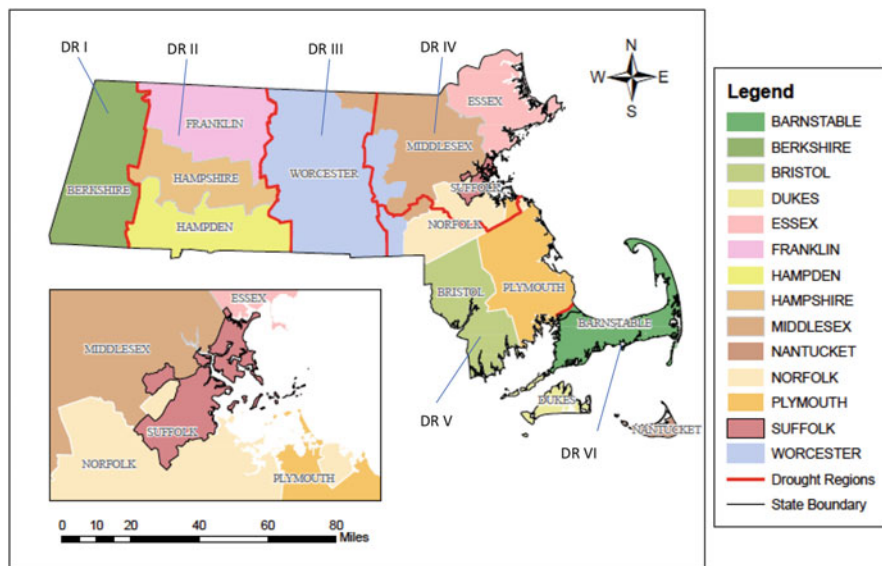 DR I
DR II
DR III
DR IV
N
W E
S
ESSEX
FRANKLIN
MIDDLESEX
HAMPSHIRE
WORCESTER
BERKSHIRE
SUFFOLK
HAMPDEN
NORFOLK
BRISTOL
PLYMOUTH
BARNSTABLE
DUKES
NANTUCKET
DR V
DR VI
ESSEX
MIDDLESEX
SUFFOLK
NORFOLK
PLYMOUTH
0 10 20 40 60 80
Miles
Legend
BARNSTABLE
BERKSHIRE
BRISTOL
DUKES
ESSEX
FRANKLIN
HAMPDEN
HAMPSHIRE
MIDDLESEX
NANTUCKET
NORFOLK
PLYMOUTH
SUFFOLK
WORCESTER
Drought Regions
State Boundary